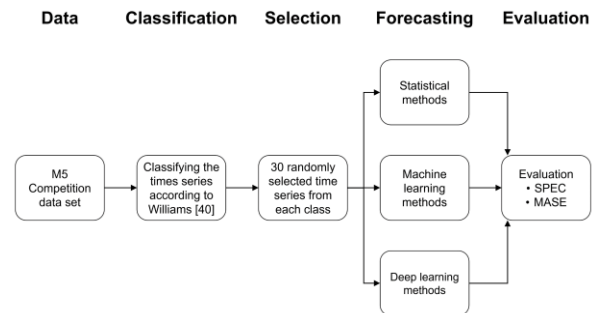 Data
Classification
Selection
Forecasting
Evaluation
Statistical
methods
M5
Competition
data set
Classifying the
times series
according to
Williams [40]
30 randomly
selected time
series from
each class
Machine
learning
methods
Evaluation
• SPEC
• MASE
Deep learning
methods